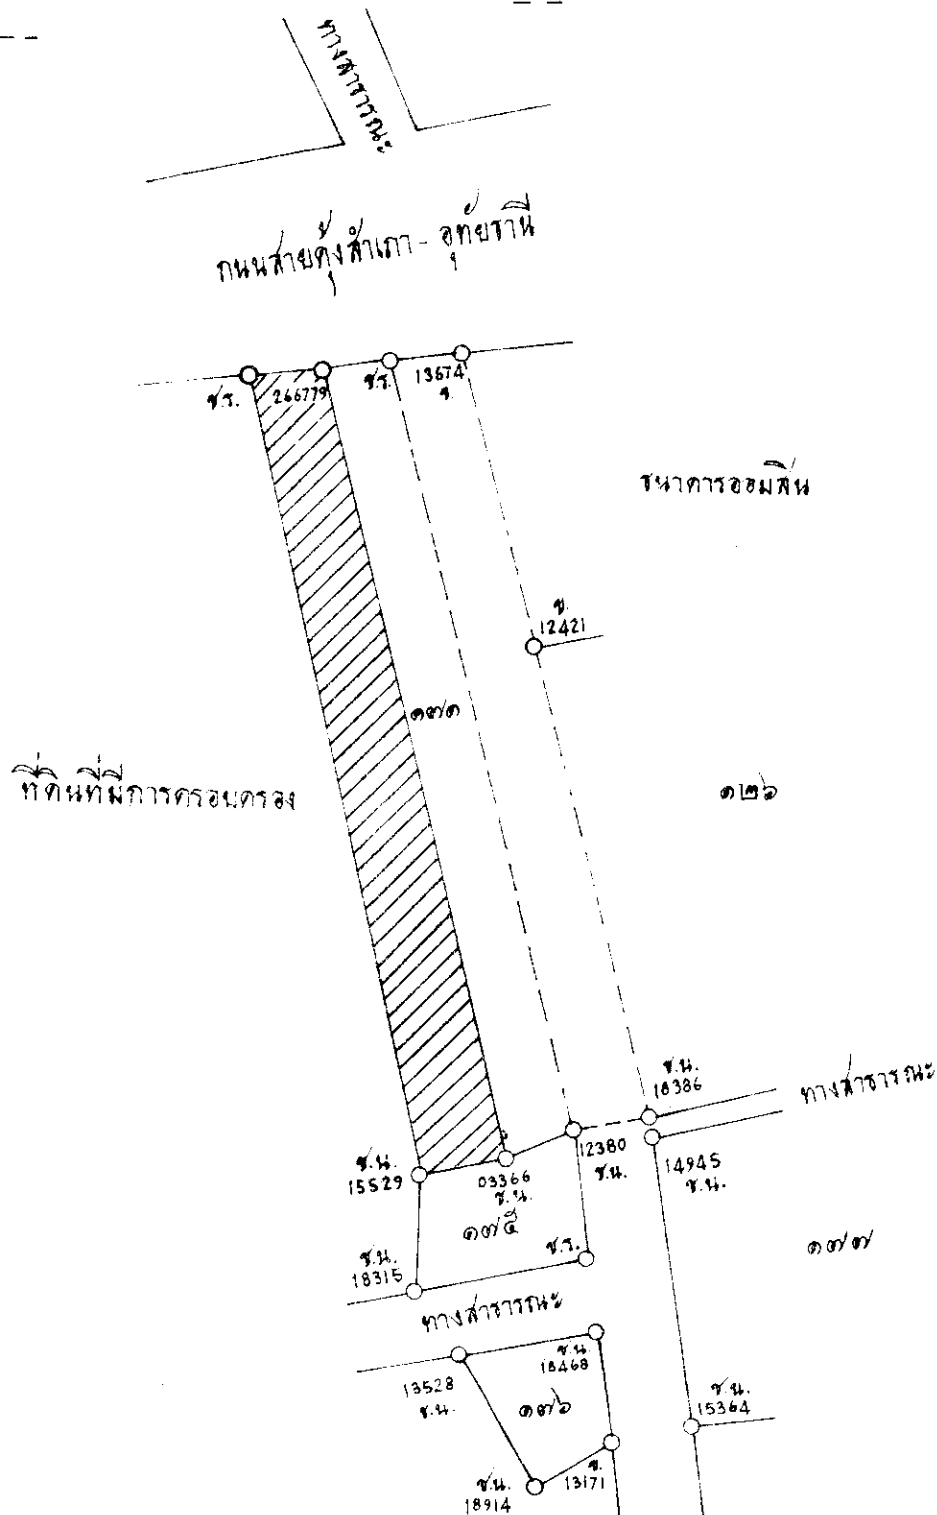 ทางสาธารณะ
ถนนสายคุ้งสำเภา - อุทัยธานี
ช.ร.
266779
ช.ร.
13674
ช.
ธนาคารออมสิน
ช.
12421
๑๗๑
ที่ดินที่มีการครอบครอง
๑๒๖
ช.น.
18386
ทางสาธารณะ
12380
ช.น.
14945
ช.น.
ช.น.
15529
03366
ช.น.
๑๗๕
ช.ร.
๑๗๗
ช.น.
18315
ทางสาธารณะ
ช.น.
18468
13528
ช.น.
๑๗๖
ช.น.
15364
ช.
13171
ช.น.
18914